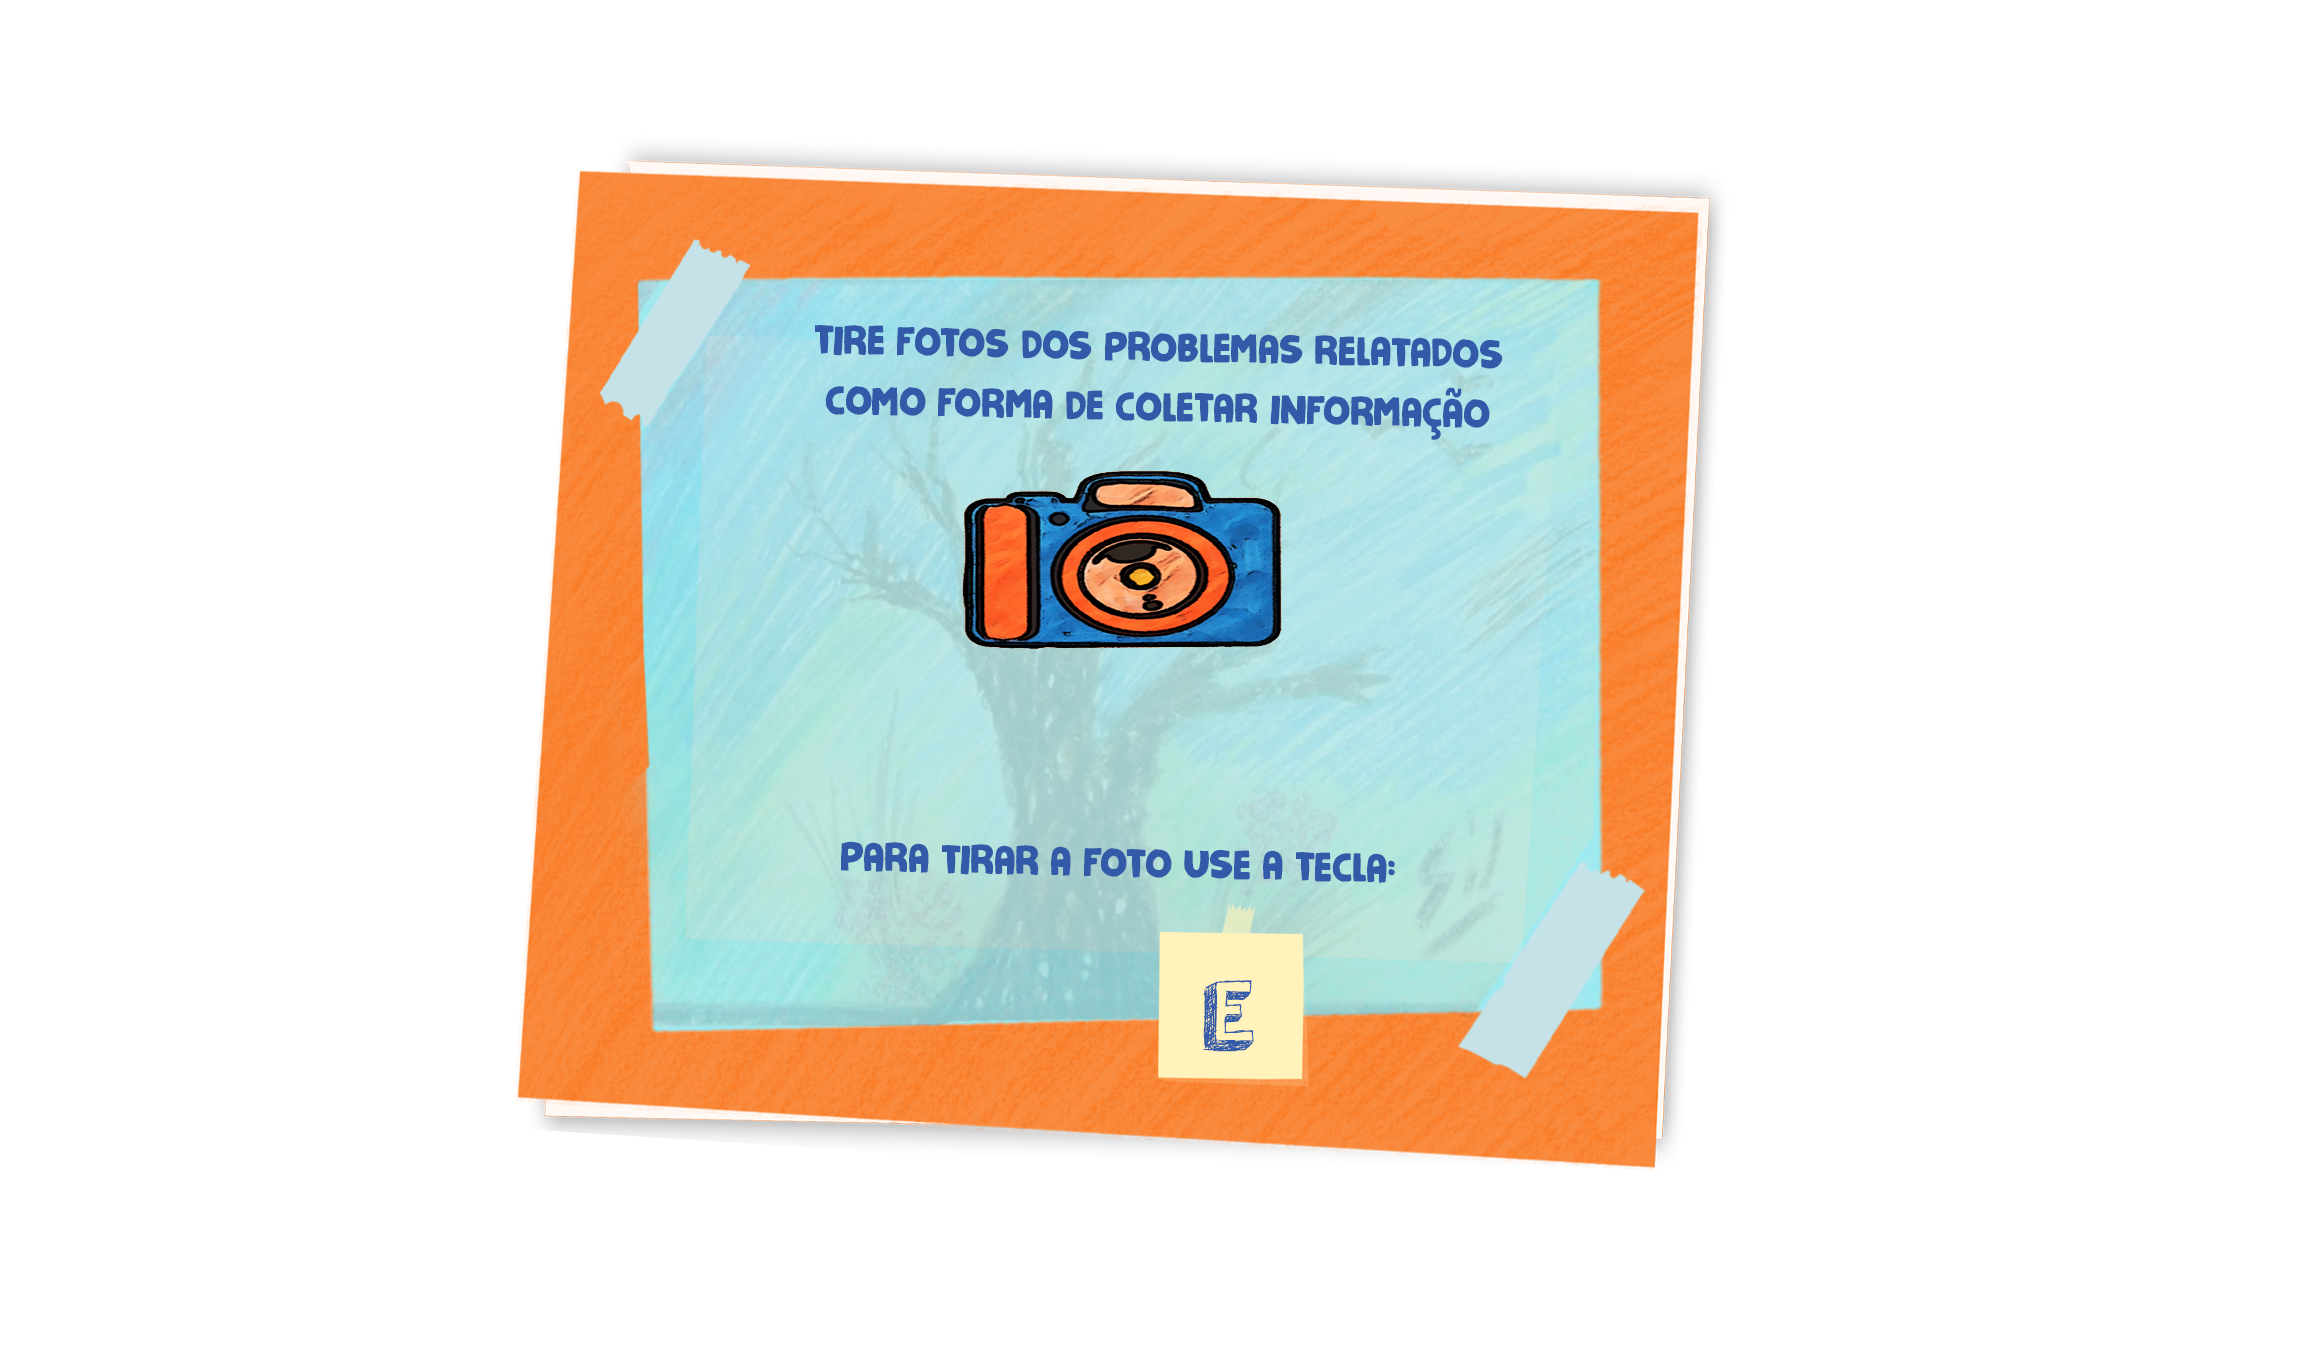 TIRE FOTOS DOS PROBLEMAS RELATADOS
COMO FORMA DE COLETAR INFORMAÇÃO
PARA TIRAR A FOTO USE A TECLA:
E